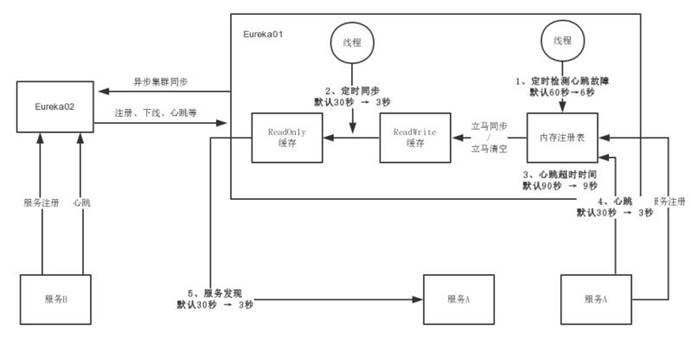 Eureka01
线程
线程
异步集群同步
2、定时同步
默认30秒 → 3秒
1、定时检测心跳故障
默认60秒→6秒
Eureka02
注册、下线、心跳等
ReadOnly
缓存
ReadWrite
缓存
立马同步
/
立马清空
内存注册表
3、心跳超时时间
默认90秒 → 9秒
服务注册
心跳
4、心跳
默认30秒 → 3秒
服务注册
服务B
5、服务发现
默认30秒 → 3秒
服务A
服务A